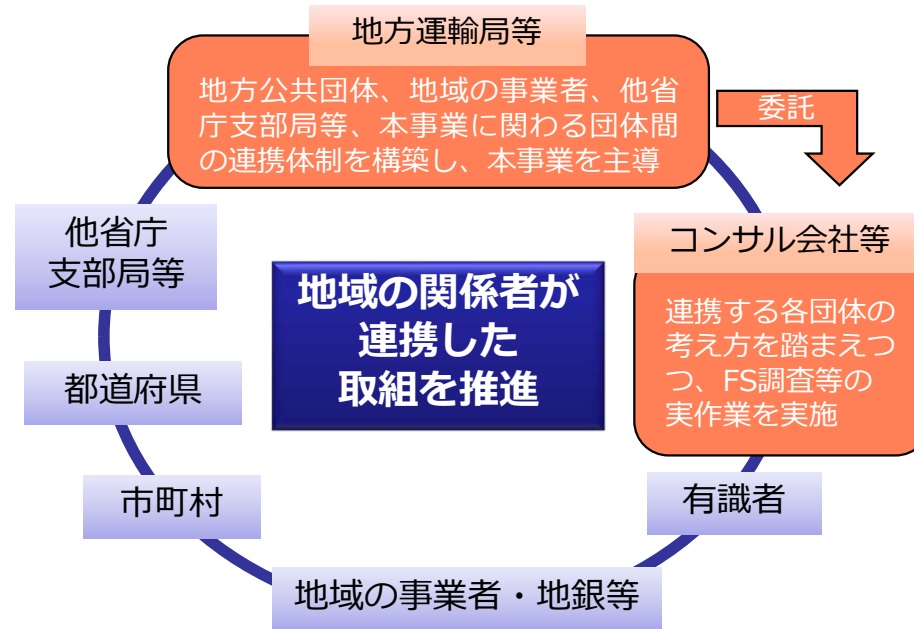 地方運輸局等
地方公共団体、地域の事業者、他省
庁支部局等、本事業に関わる団体間
の連携体制を構築し、本事業を主導
委託
他省庁
支部局等
コンサル会社等
連携する各団体の
考え方を踏まえつ
つ、FS調査等の
実作業を実施
地域の関係者が
連携した
取組を推進
都道府県
市町村
有識者
地域の事業者・地銀等